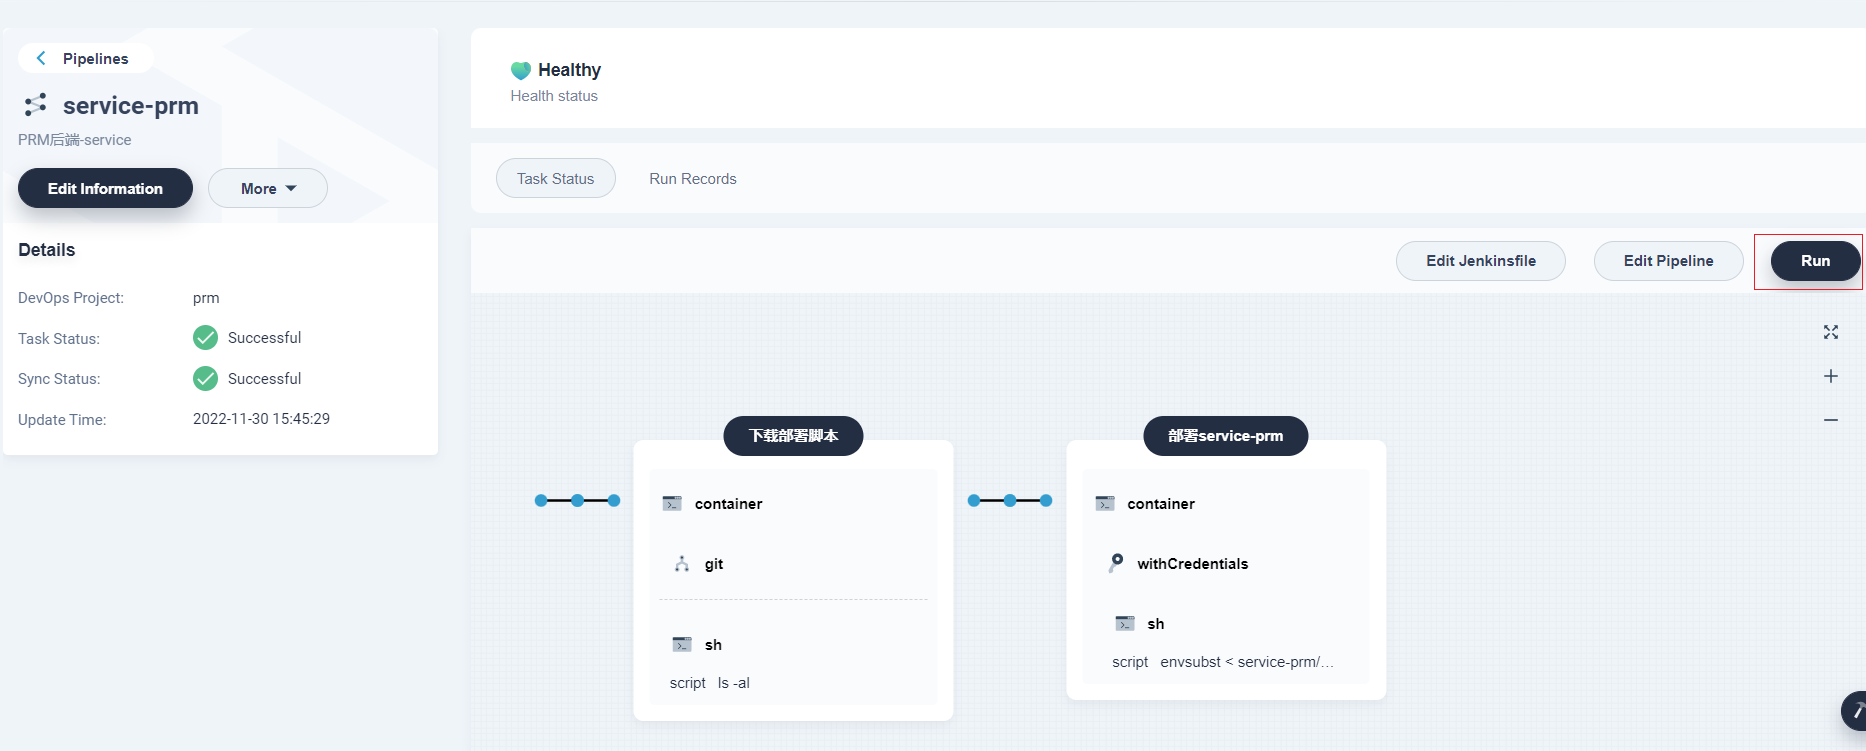 Pipelines
service-prm
PRM后端-service
Edit Information
More
Details
DevOps Project:
prm
Task Status:
Successful
Sync Status:
Successful
Update Time:
2022-11-30 15:45:29
Healthy
Health status
Task Status
Run Records
Edit Jenkinsfile
Edit Pipeline
Run
下载部署脚本
container
git
sh
script ls -al
部署service-prm
container
withCredentials
sh
script envsubst < service-prm/...